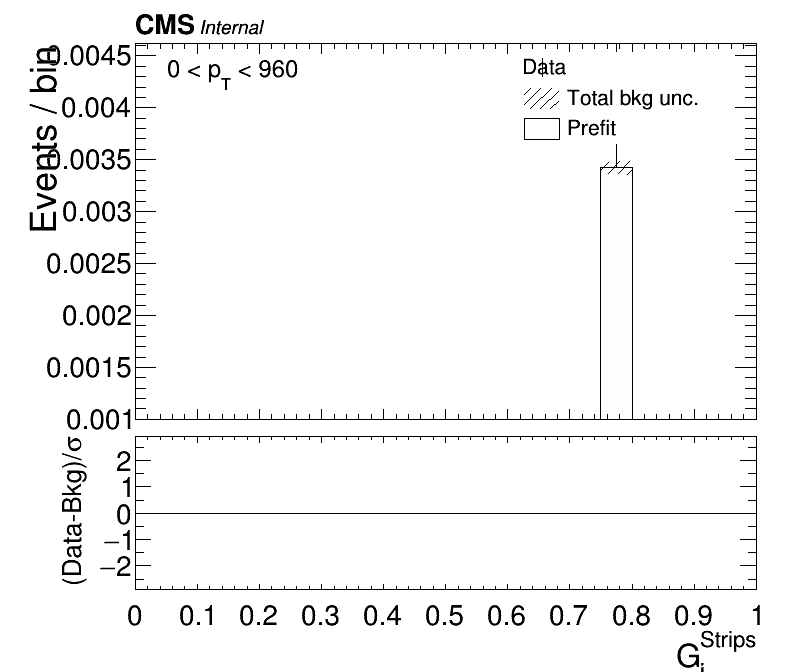 CMS Internal
0 < pT < 960
Data
Total bkg unc.
Prefit
Events / bin
0.0045
0.004
0.0035
0.003
0.0025
0.002
0.0015
0.001
(Data-Bkg)/σ
2
1
0
−1
−2
0 0.1 0.2 0.3 0.4 0.5 0.6 0.7 0.8 0.9 1
G_i^Strips